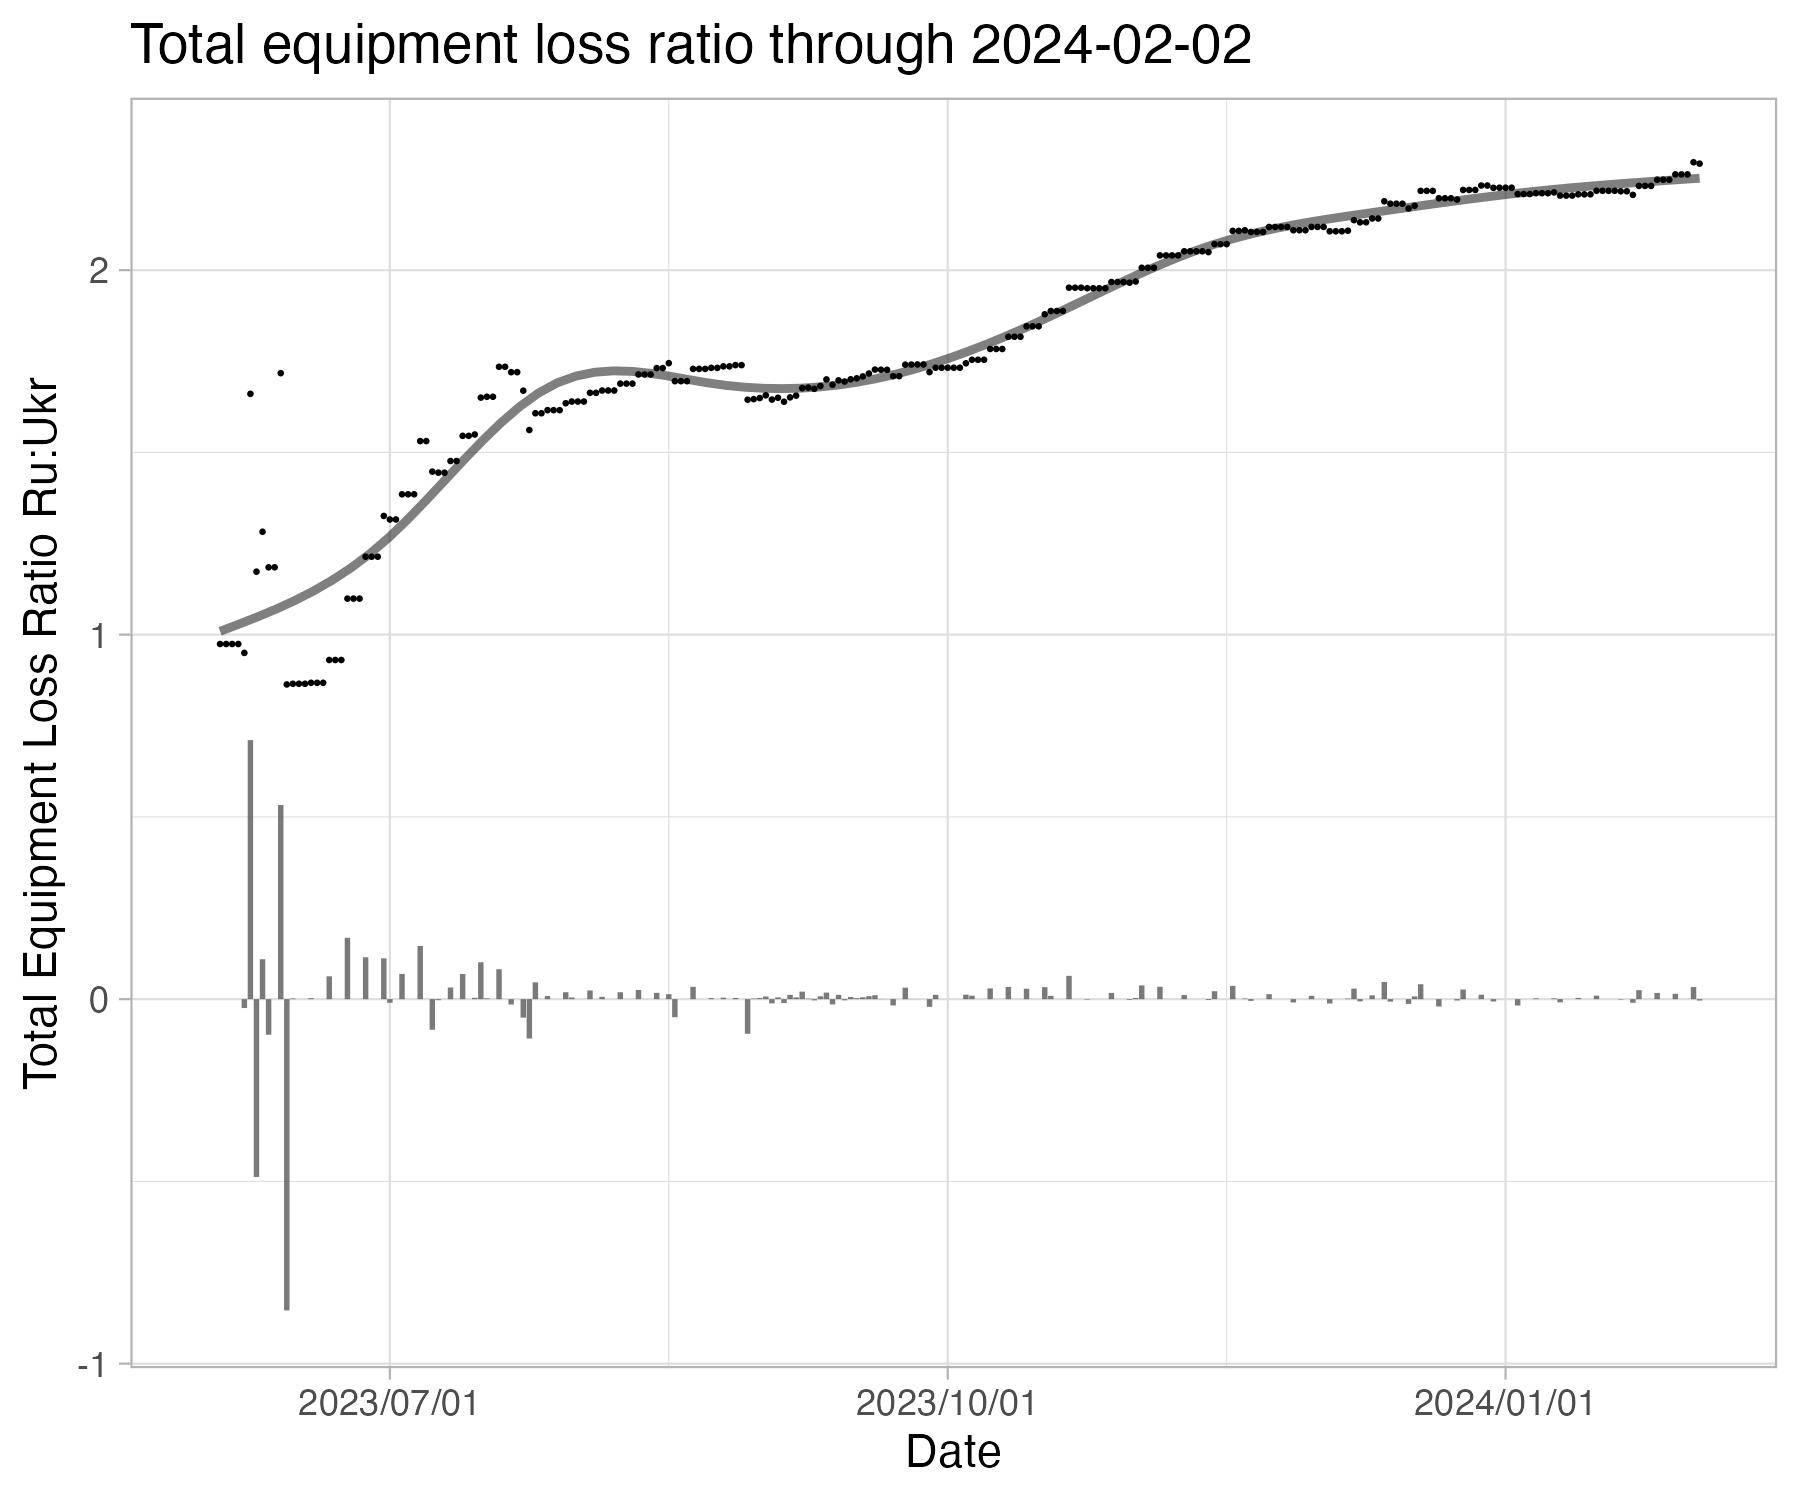 Total equipment loss ratio through 2024-02-02
Total Equipment Loss Ratio Ru:Ukr
2
1
0
-1
2023/07/01
2023/10/01
2024/01/01
Date